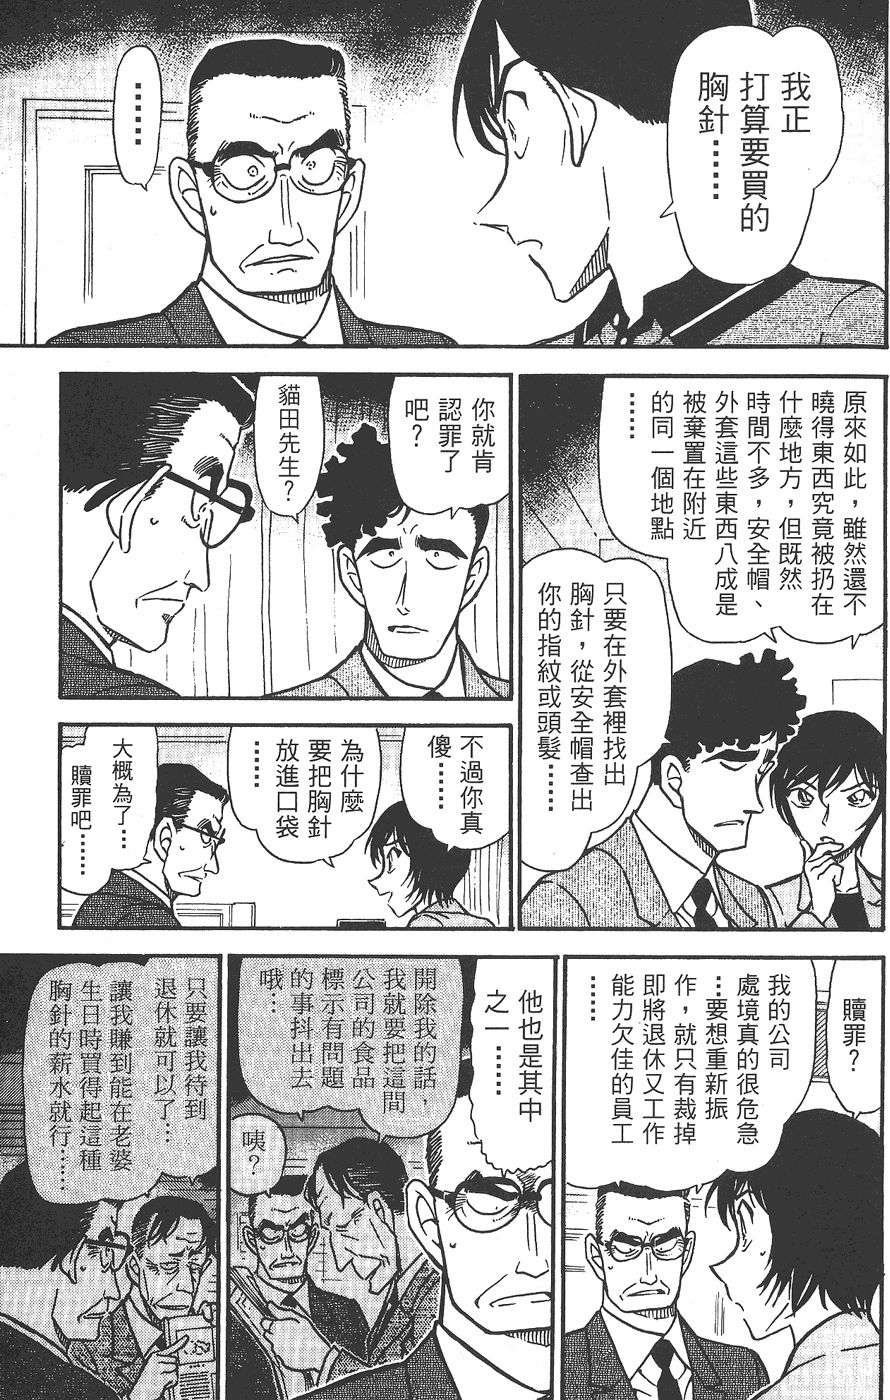 我正
打算要買的
胸針……
……
原來如此，雖然還不
曉得東西究竟被扔在
什麼地方，但既然
時間不多，安全帽、
外套這些東西八成是
被棄置在附近
的同一個地點
……
只要在外套裡找出
胸針，從安全帽查出
你的指紋或頭髮……
你就肯
認罪了
吧？
貓田先生？
不過你真
傻……
為什麼
要把胸針
放進口袋
……
大概為了…
贖罪吧……
贖罪？
我的公司
處境真的很危急
…要想重新振
作，就只有裁掉
即將退休又工作
能力欠佳的員工
……
他也是其中
之一……
開除我的話，
我就要把這間
公司的食品
標示有問題
的事抖出去
哦…
咦？
只要讓我待到
退休就可以了…
讓我賺到能在老婆
生日時買得起這種
胸針的薪水就行……